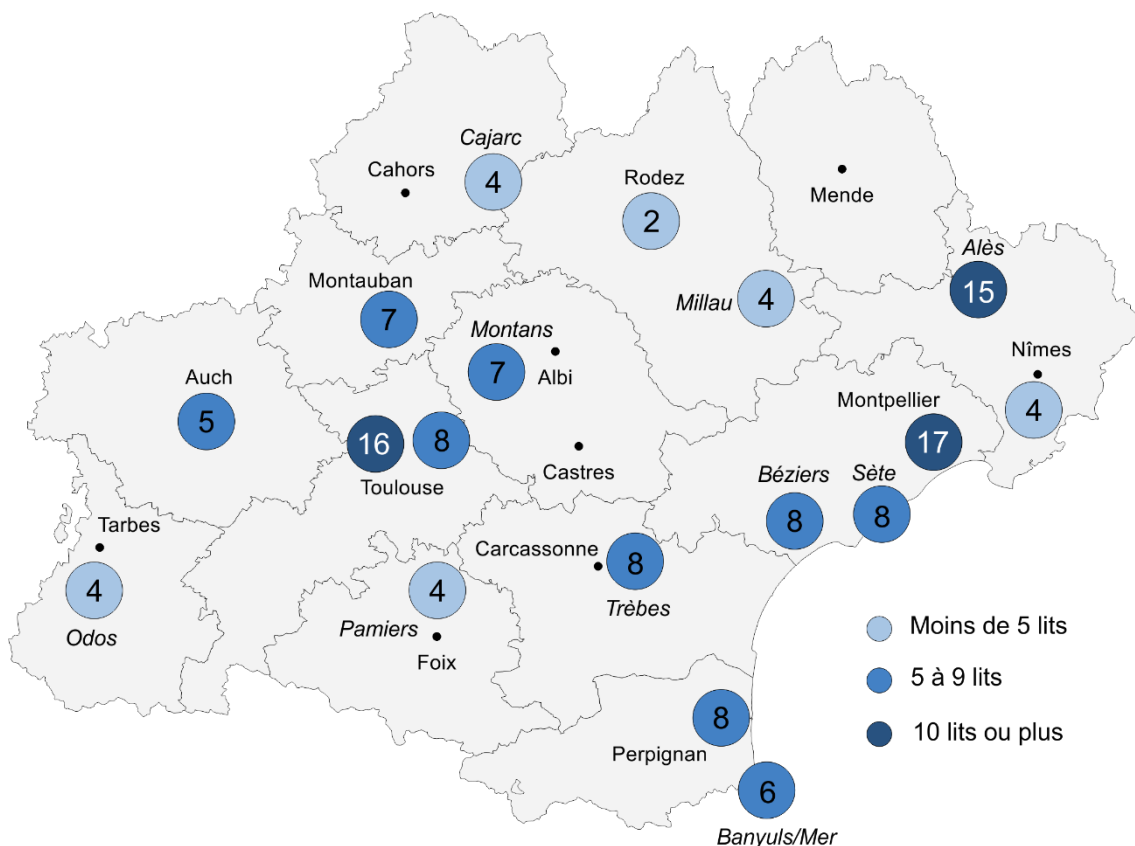 Cajarc
Cahors
4
Rodez
2
Mende
Alès
15
Montauban
7
Millau
4
Montans
7
Albi
Nîmes
4
Auch
5
Montpellier
17
16
8
Toulouse
Castres
Béziers
8
Sète
8
Tarbes
4
Odos
Carcassonne
8
Trèbes
4
Pamiers
Foix
Moins de 5 lits
5 à 9 lits
10 lits ou plus
8
Perpignan
6
Banyuls/Mer